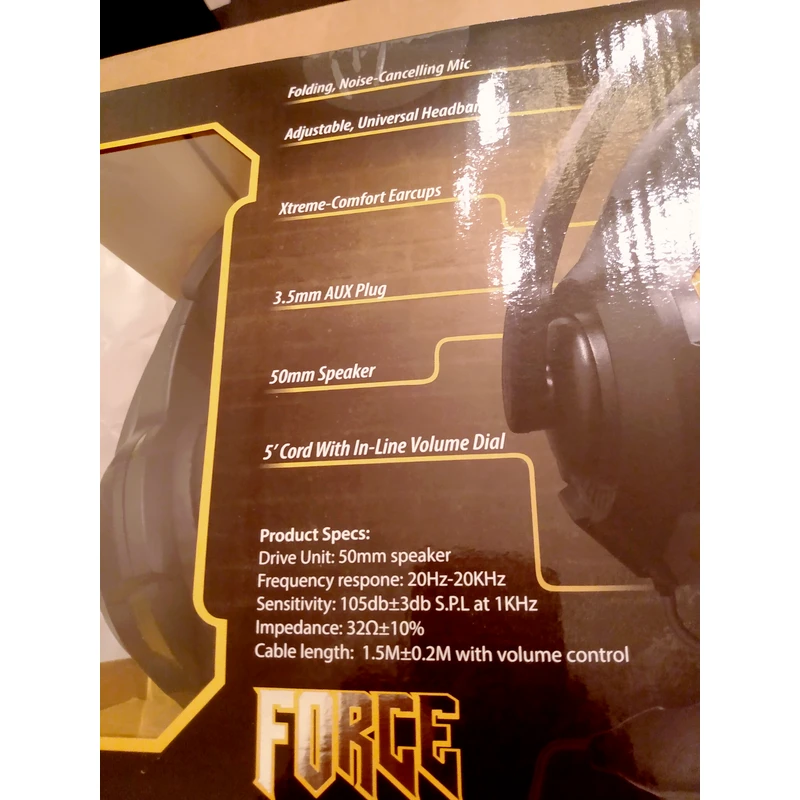 Folding, Noise-Cancelling Mic
Adjustable, Universal
Xtreme-Comfort Earcups
3.5mm AUX Plug
50mm Speaker
5' Cord With In-Line Volume Dial
Product Specs:
Drive Unit: 50mm speaker
Frequency respone: 20Hz-20KHz
Sensitivity: 105db±3db S.P.L at 1KHz
Impedance: 32Ω±10%
Cable length: 1.5M±0.2M with volume control
FORCE